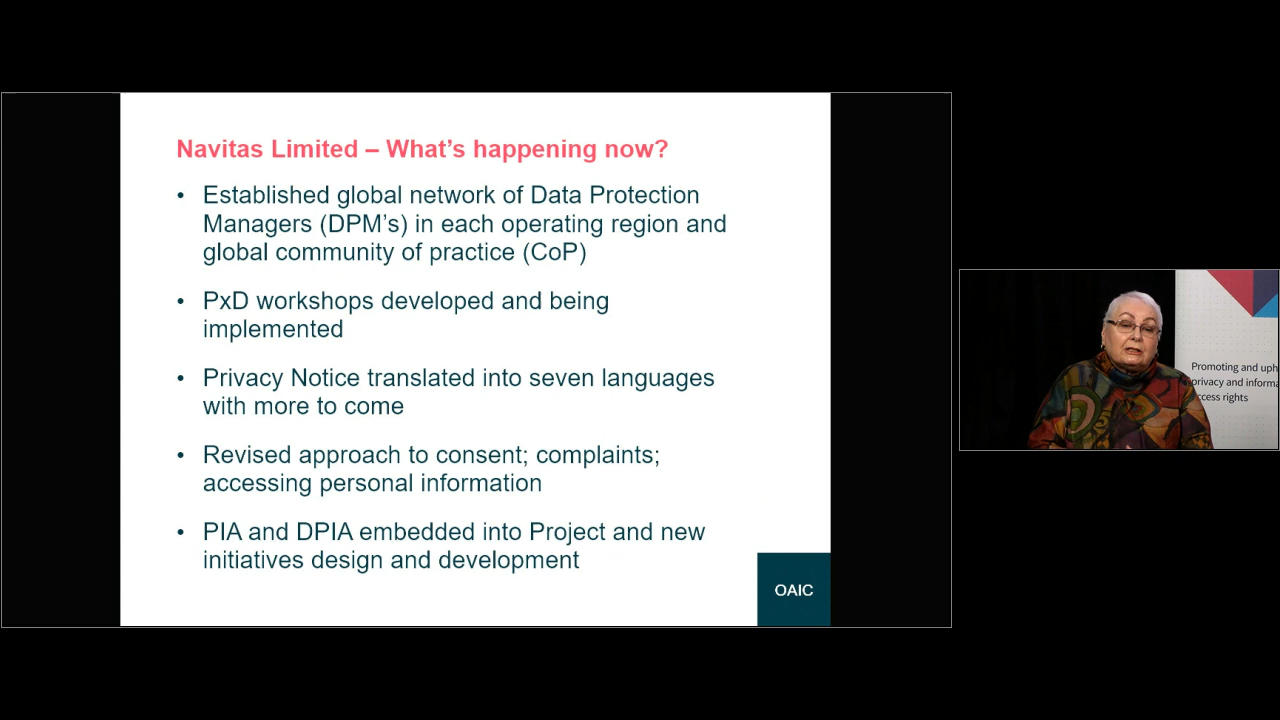 Navitas Limited – What’s happening now?
• Established global network of Data Protection
Managers (DPM’s) in each operating region and
global community of practice (CoP)
• PxD workshops developed and being
implemented
• Privacy Notice translated into seven languages
with more to come
• Revised approach to consent; complaints;
accessing personal information
• PIA and DPIA embedded into Project and new
initiatives design and development
OAIC
Promoting and uph
privacy and informa
ccess rights